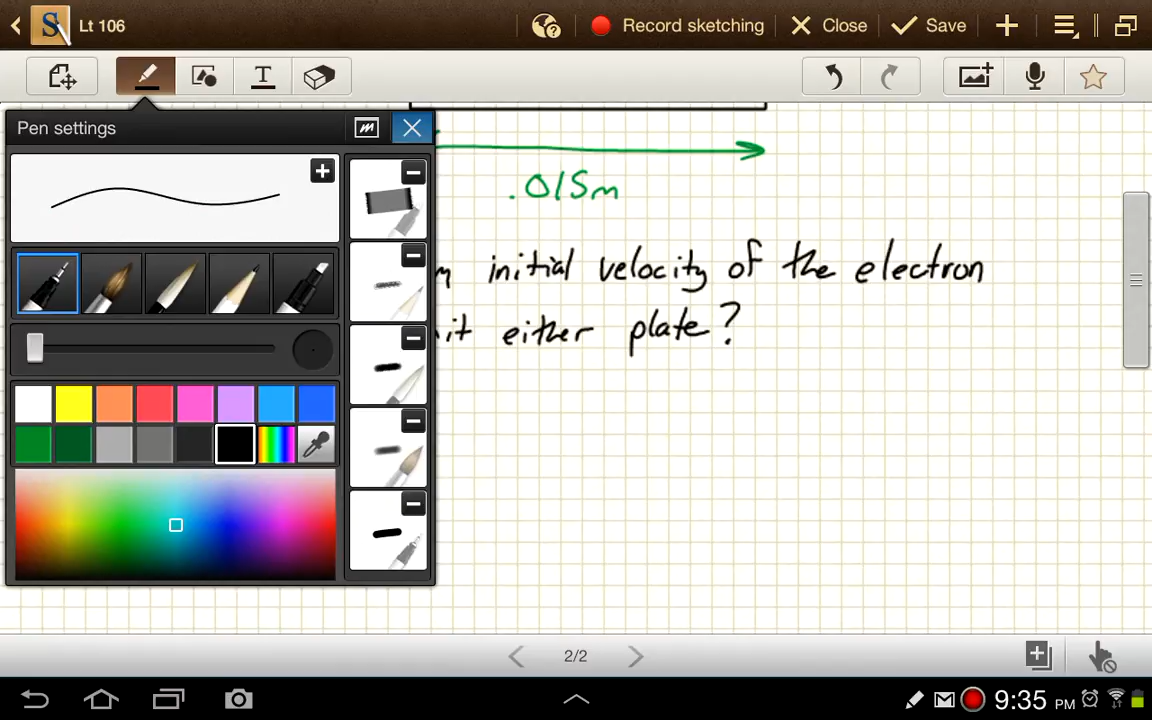 Lt 106
Record sketching
Close
Save
T
Pen settings
.015m
m initial velocity of the electron
hit either plate?
2/2
9:35 PM